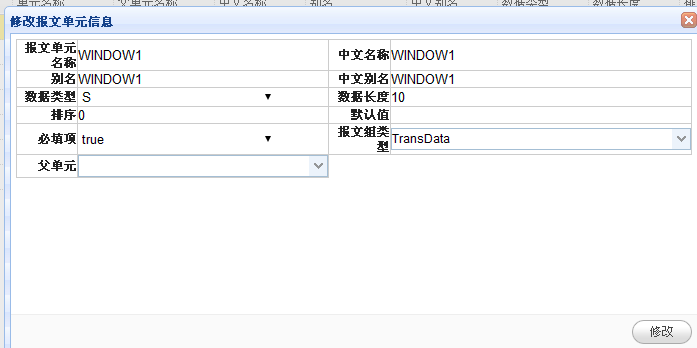 修改报文单元信息
报文单元名称 WINDOW1 中文名称 WINDOW1
别名 WINDOW1 中文别名 WINDOW1
数据类型 S 数据长度 10
排序 0 默认值
必填项 true 报文组类型 TransData
父单元
修改